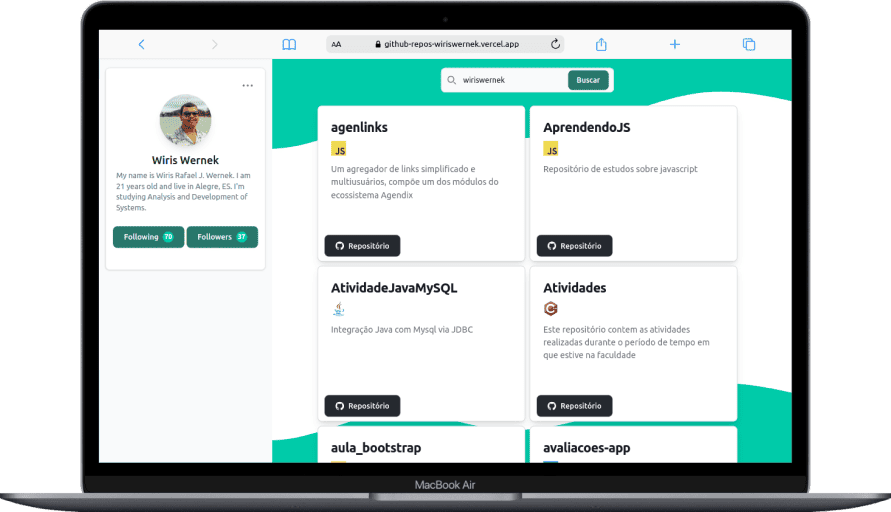 AA
github-repos-wiriswernek.vercel.app
wiriswernek
Buscar
Wiris Wernek
My name is Wiris Rafael J. Wernek. I am
21 years old and live in Alegre, ES. I'm
studying Analysis and Development of
Systems.
Following 70
Followers 37
agenlinks
JS
Um agregador de links simplificado e
multiusuários, compõe um dos módulos do
ecossistema Agendix
Repositório
AprendendoJS
JS
Repositório de estudos sobre javascript
Repositório
AtividadeJavaMySQL
Integração Java com Mysql via JDBC
Repositório
Atividades
C
Este repositório contem as atividades
realizadas durante o período de tempo em
que estive na faculdade
Repositório
aula_bootstrap
avaliacoes-app
MacBook Air